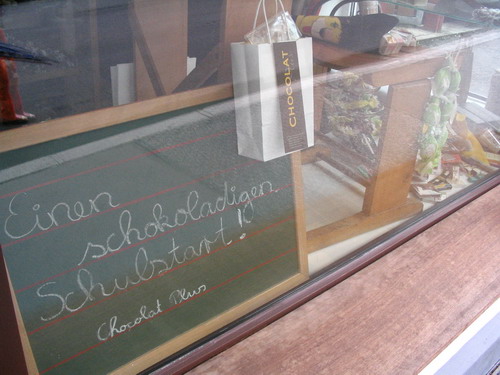 CHOCOLAT
Einen
schokoladigen
Schulstart!
Chocolat Plus